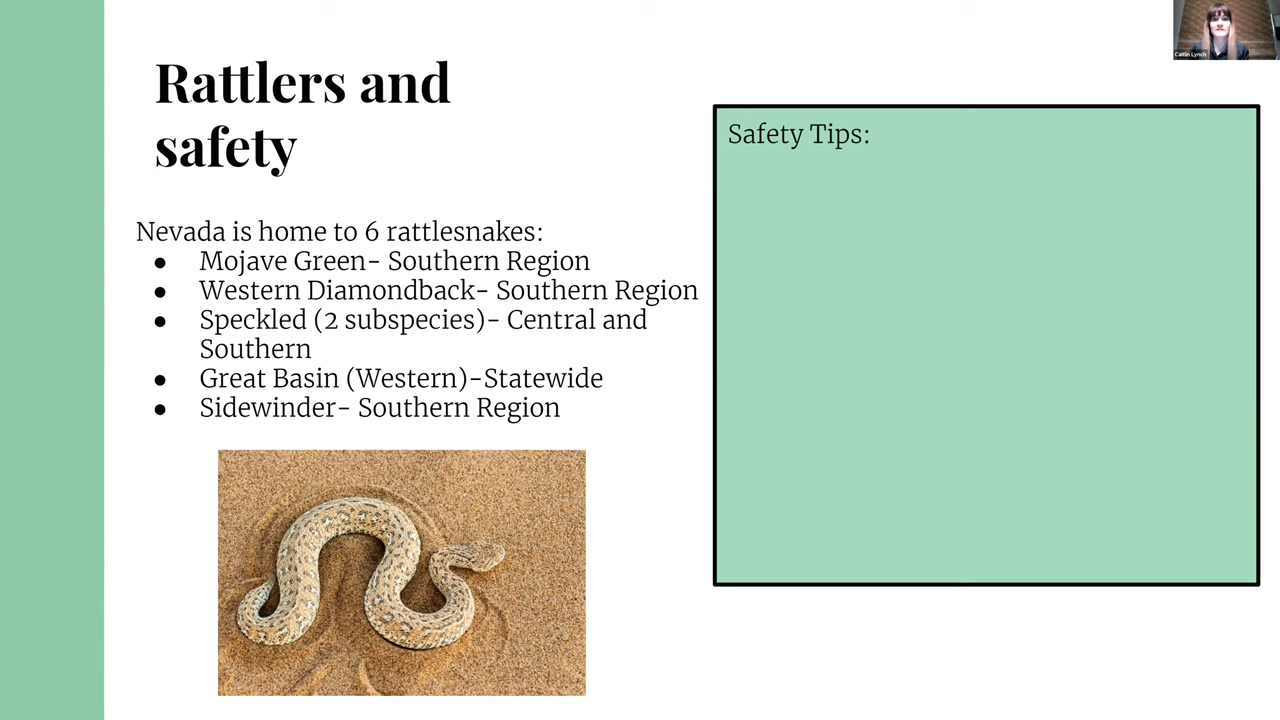 Caitlin Lynch
Rattlers and
safety
Nevada is home to 6 rattlesnakes:
● Mojave Green- Southern Region
● Western Diamondback- Southern Region
● Speckled (2 subspecies)- Central and
Southern
● Great Basin (Western)-Statewide
● Sidewinder- Southern Region
Safety Tips: